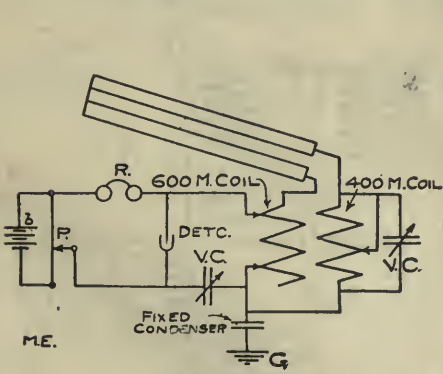 R.
600 M. COIL
400 M. COIL
P.
DETC.
V.C.
V.C.
FIXED
CONDENSER
M.E.
G